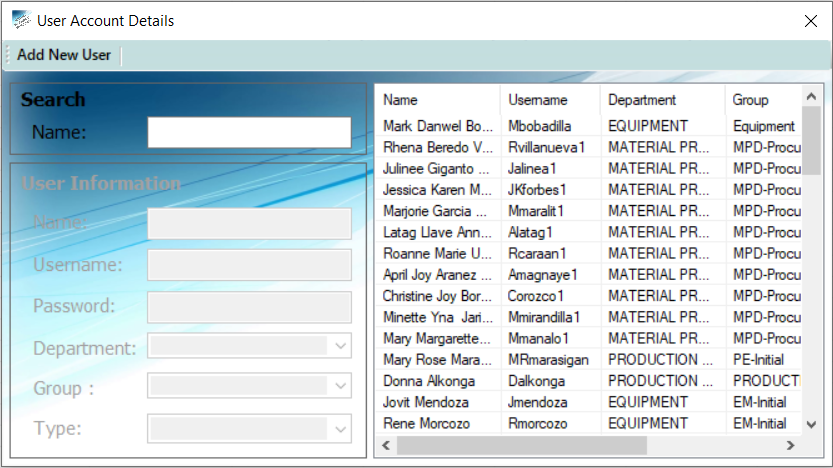 User Account Details
Add New User
Search
Name:
User Information
Name:
Username:
Password:
Department:
Group :
Type:
Name Username Department Group
Mark Danwel Bo... Mbobadilla EQUIPMENT Equipment
Rhena Beredo V... Rvillanueva1 MATERIAL PR... MPD-Procu
Julinee Giganto ... Jalinea1 MATERIAL PR... MPD-Procu
Jessica Karen M... JKforbes1 MATERIAL PR... MPD-Procu
Marjorie Garcia ... Mmaralit1 MATERIAL PR... MPD-Procu
Latag Llave Ann... Alatag1 MATERIAL PR... MPD-Procu
Roanne Marie U... Rcaraan1 MATERIAL PR... MPD-Procu
April Joy Aranez ... Amagnaye1 MATERIAL PR... MPD-Procu
Christine Joy Bor... Corozco1 MATERIAL PR... MPD-Procu
Minette Yna Jari... Mmirandilla1 MATERIAL PR... MPD-Procu
Mary Margarette... Mmanalo1 MATERIAL PR... MPD-Procu
Mary Rose Mara... MRmarasigan PRODUCTION ... PE-Initial
Donna Alkonga Dalkonga PRODUCTION ... PRODUCTI
Jovit Mendoza Jmendoza EQUIPMENT EM-Initial
Rene Morcozo Rmorcozo EQUIPMENT EM-Initial